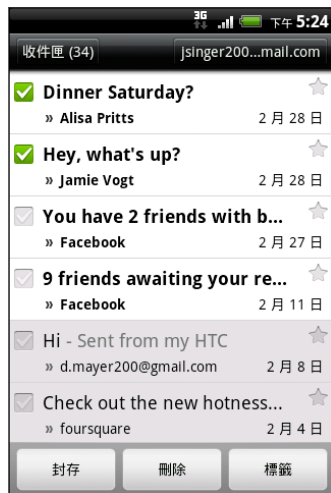 3G 下午 5:24
收件匣 (34) jsinger200...mail.com
Dinner Saturday?
» Alisa Pritts 2 月 28 日
Hey, what's up?
» Jamie Vogt 2 月 28 日
You have 2 friends with b...
» Facebook 2 月 27 日
9 friends awaiting your re...
» Facebook 2 月 11 日
Hi - Sent from my HTC
» d.mayer200@gmail.com 2 月 8 日
Check out the new hotness...
» foursquare 2 月 4 日
封存 刪除 標籤